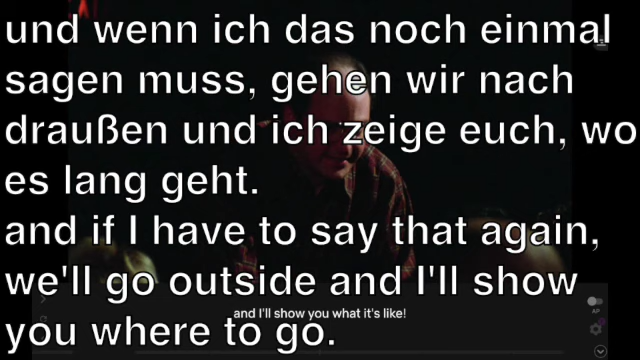 und wenn ich das noch einmal
sagen muss, gehen wir nach
draußen und ich zeige euch, wo
es lang geht.
and if I have to say that again,
we'll go outside and I'll show
you where to go.
and I'll show you what it's like!
AP